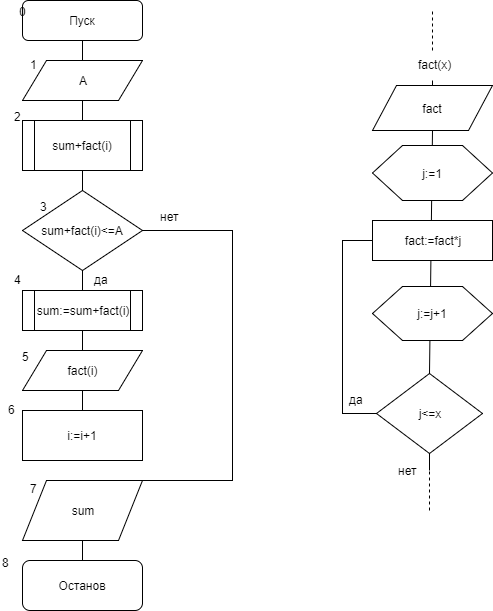 0
Пуск
1
A
2
sum+fact(i)
3
sum+fact(i)<=A
нет
да
4
sum:=sum+fact(i)
5
fact(i)
6
i:=i+1
7
sum
8
Останов
fact(x)
fact
j:=1
fact:=fact*j
j:=j+1
да
j<=x
нет